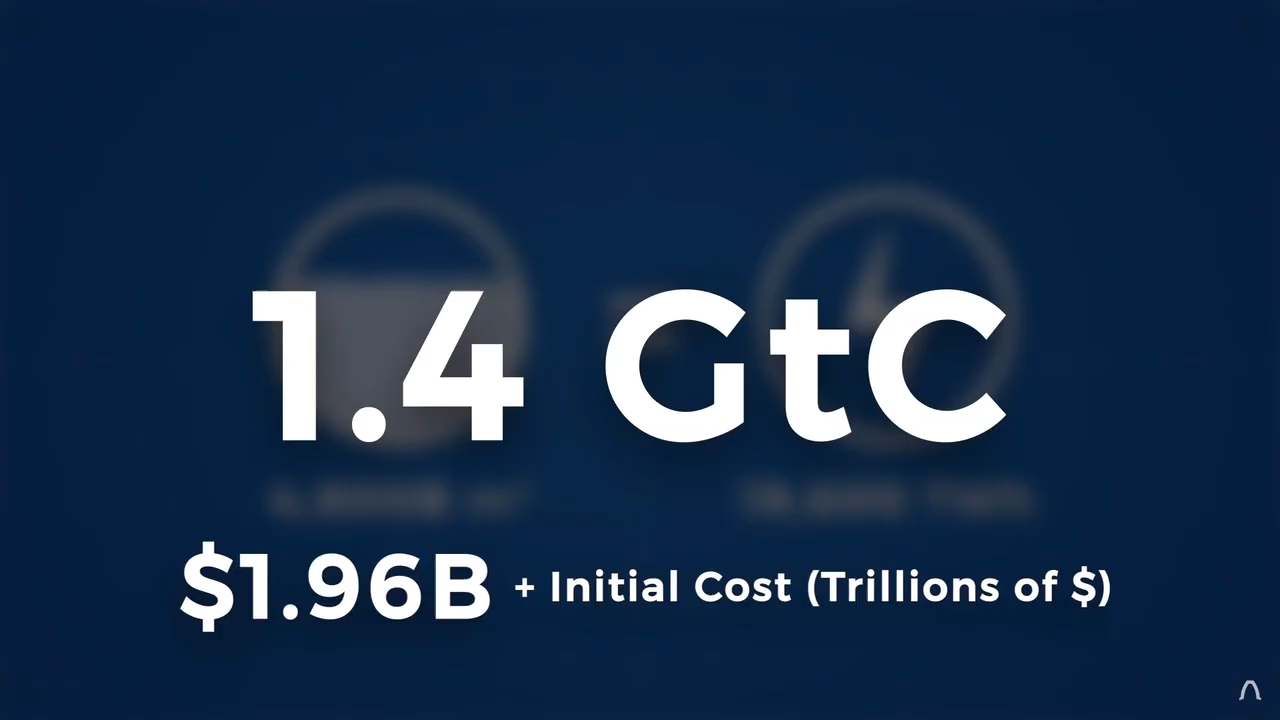 1.4 GtC
$1.96B + Initial Cost (Trillions of $)